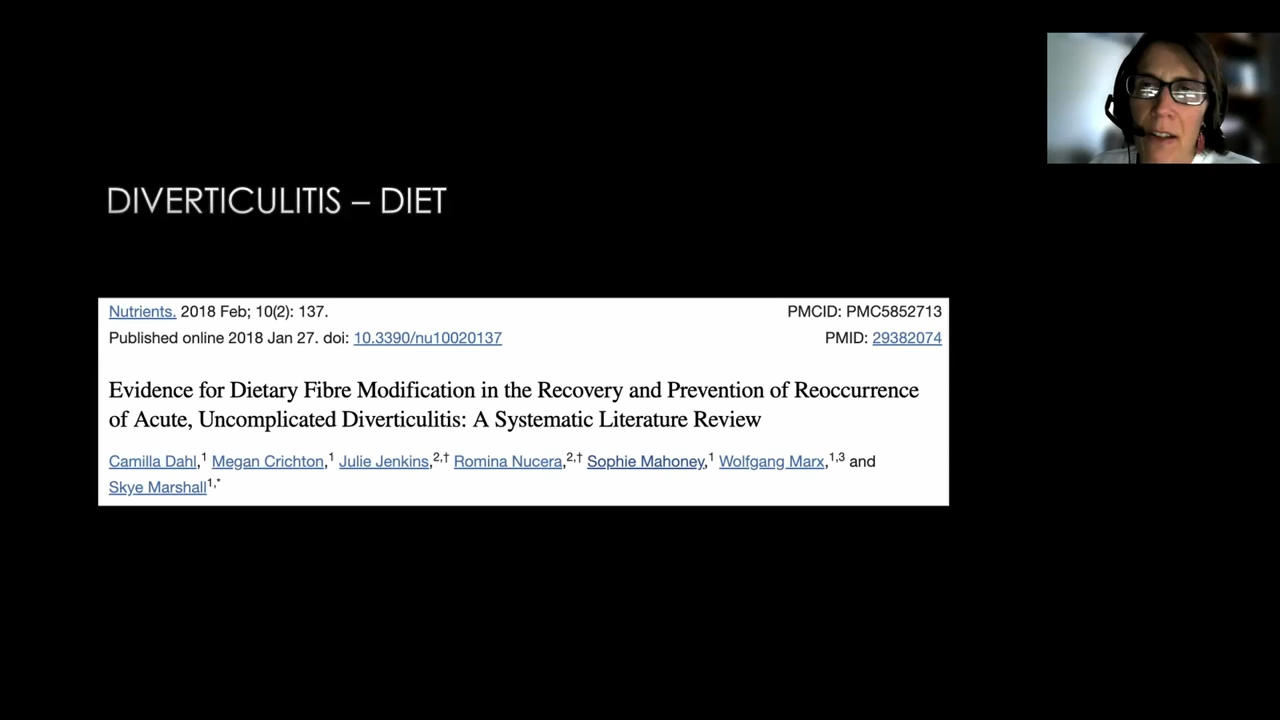 DIVERTICULITIS – DIET
Nutrients. 2018 Feb; 10(2): 137.
PMCID: PMC5852713
Published online 2018 Jan 27. doi: 10.3390/nu10020137
PMID: 29382074
Evidence for Dietary Fibre Modification in the Recovery and Prevention of Reoccurrence
of Acute, Uncomplicated Diverticulitis: A Systematic Literature Review
Camilla Dahl,1 Megan Crichton,1 Julie Jenkins,2,† Romina Nucera,2,† Sophie Mahoney,1 Wolfgang Marx,1,3 and
Skye Marshall1,*